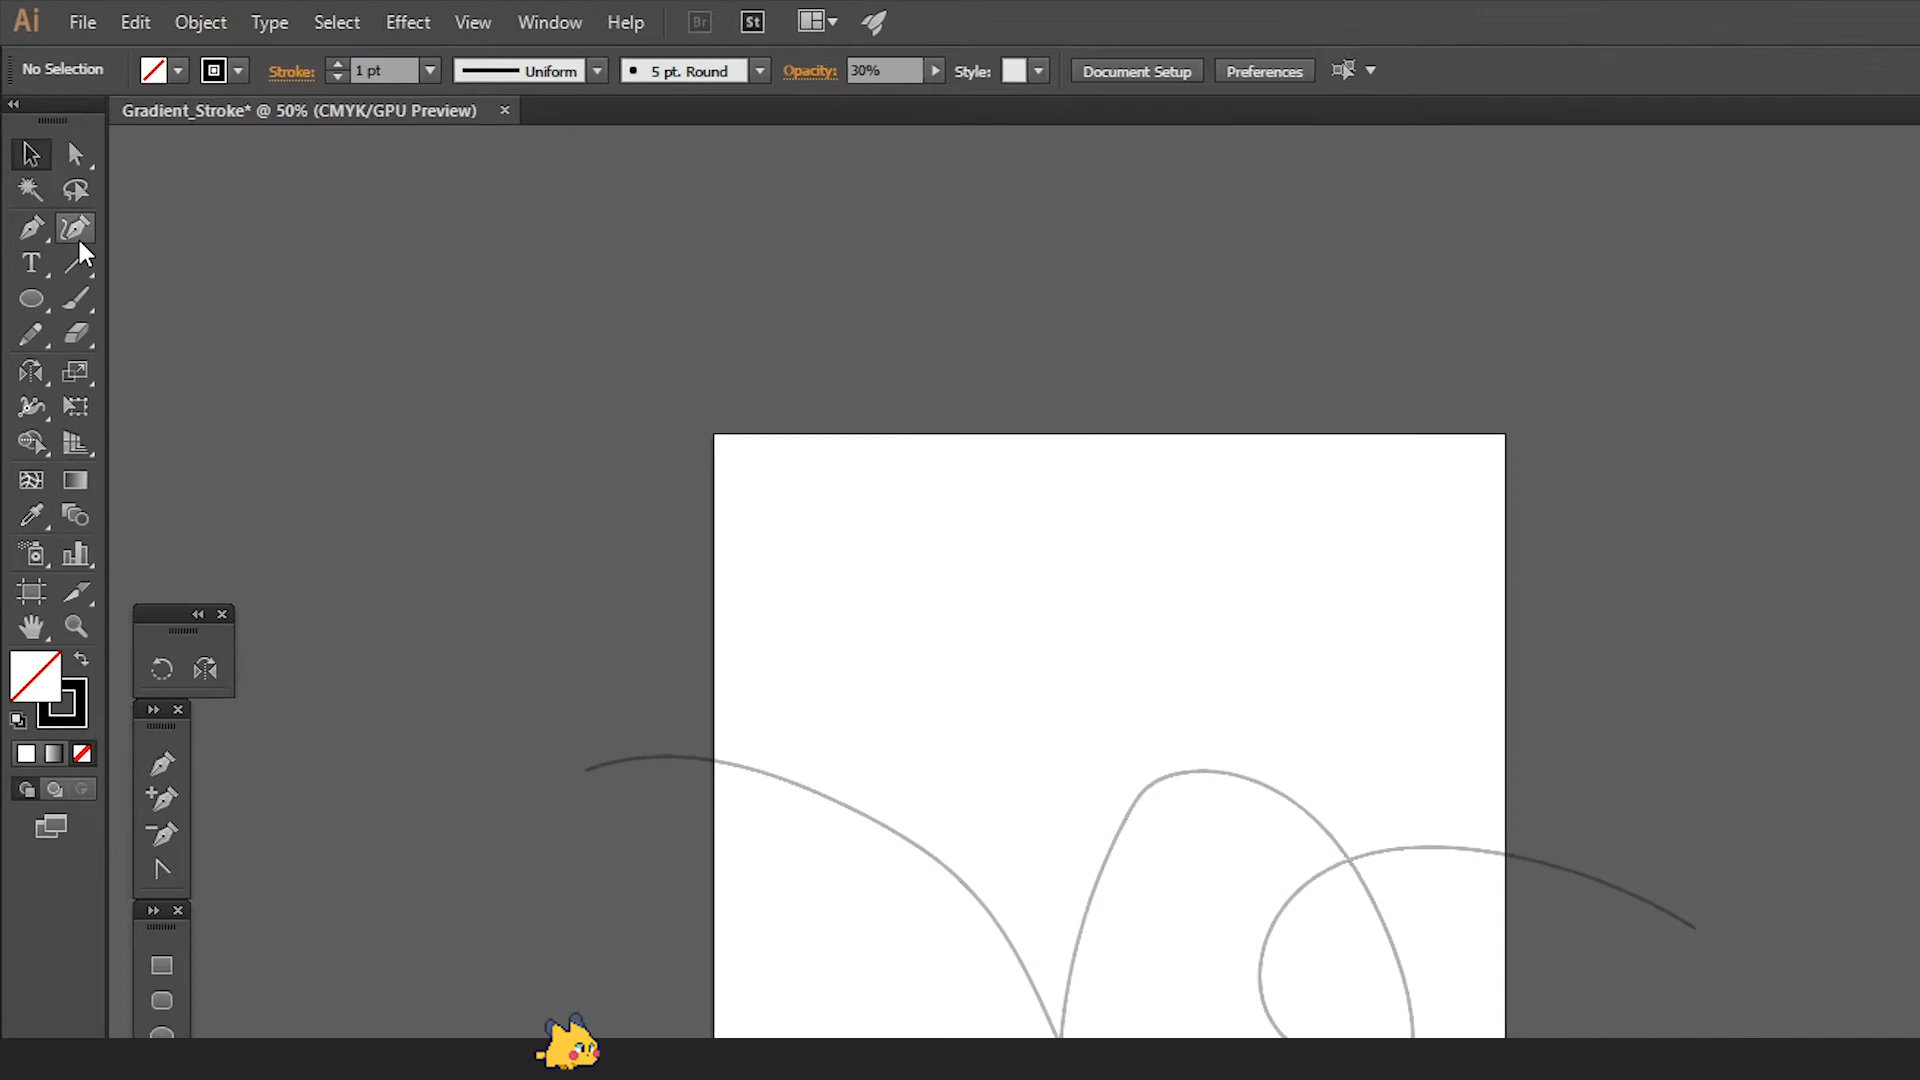 Ai File Edit Object Type Select Effect View Window Help Br St
No Selection Stroke: 1 pt Uniform 5 pt. Round Opacity: 30% Style: Document Setup Preferences
Gradient_Stroke* @ 50% (CMYK/GPU Preview)